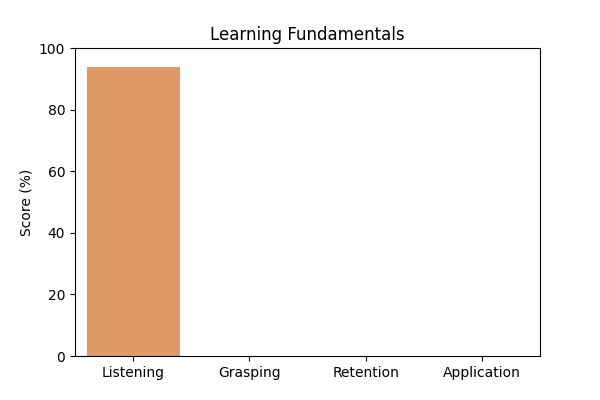 Learning Fundamentals
100
80
60
40
20
0
Score (%)
Listening Grasping Retention Application